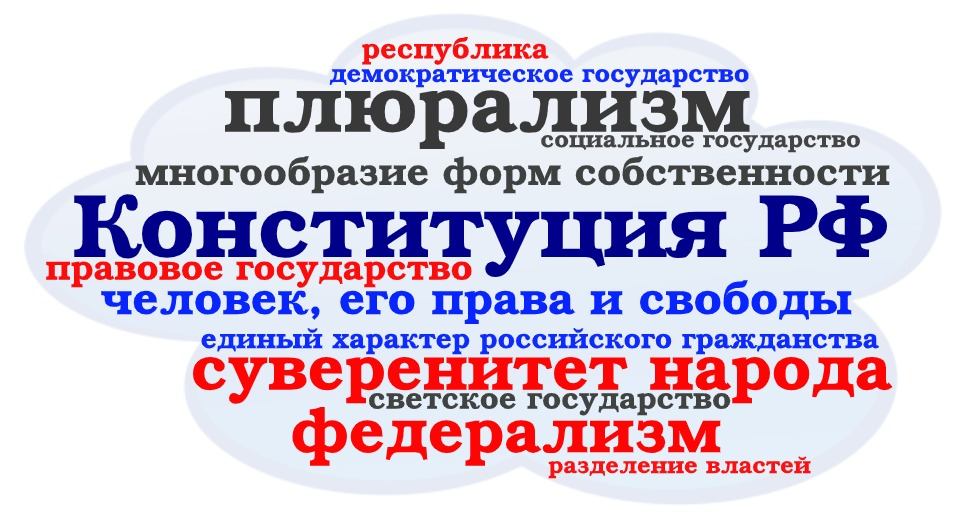 республика
демократическое государство
плюрализм
социальное государство
многообразие форм собственности
Конституция РФ
правовое государство
человек, его права и свободы
единый характер российского гражданства
суверенитет народа
светское государство
федерализм
разделение властей